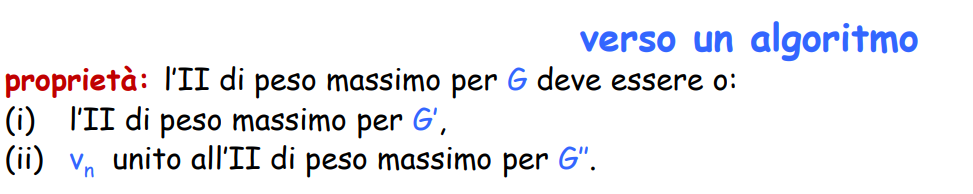 verso un algoritmo
proprietà: l'II di peso massimo per G deve essere o:
(i) l'II di peso massimo per G',
(ii) vn unito all'II di peso massimo per G''.